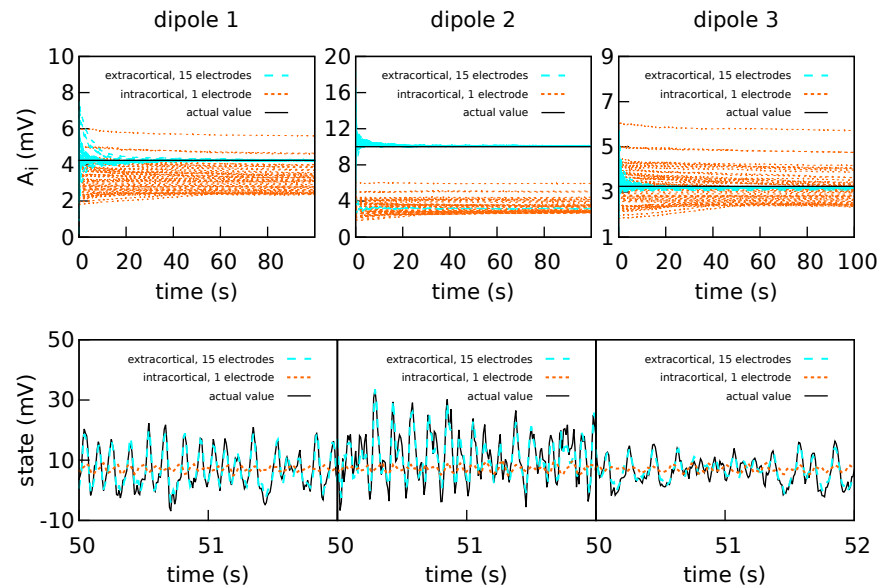 dipole 1
dipole 2
dipole 3
A_i (mV)
10
8
6
4
2
0
extracortical, 15 electrodes
intracortical, 1 electrode
actual value
0 20 40 60 80
time (s)
20
16
12
8
4
0
extracortical, 15 electrodes
intracortical, 1 electrode
actual value
0 20 40 60 80
time (s)
9
7
5
3
1
extracortical, 15 electrodes
intracortical, 1 electrode
actual value
0 20 40 60 80 100
time (s)
state (mV)
50
30
10
-10
extracortical, 15 electrodes
intracortical, 1 electrode
actual value
50 51
time (s)
extracortical, 15 electrodes
intracortical, 1 electrode
actual value
50 51
time (s)
extracortical, 15 electrodes
intracortical, 1 electrode
actual value
50 51 52
time (s)